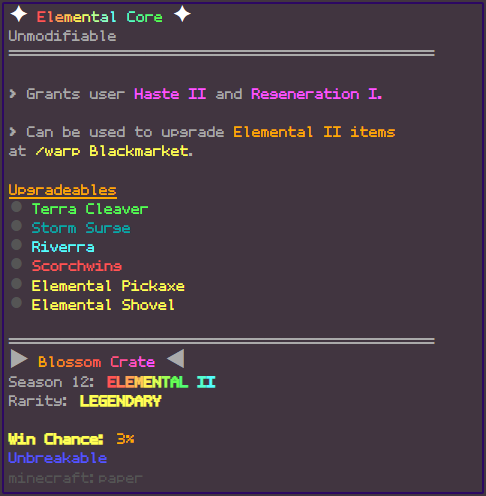 ✦ Elemental Core ✦
Unmodifiable
> Grants user Haste II and Regeneration I.
> Can be used to upgrade Elemental II items
at /warp Blackmarket.
Upgradeables
● Terra Cleaver
● Storm Surge
● Riverra
● Scorchwing
● Elemental Pickaxe
● Elemental Shovel
▶ Blossom Crate ◀
Season 12: ELEMENTAL II
Rarity: LEGENDARY
Win Chance: 3%
Unbreakable
minecraft:paper